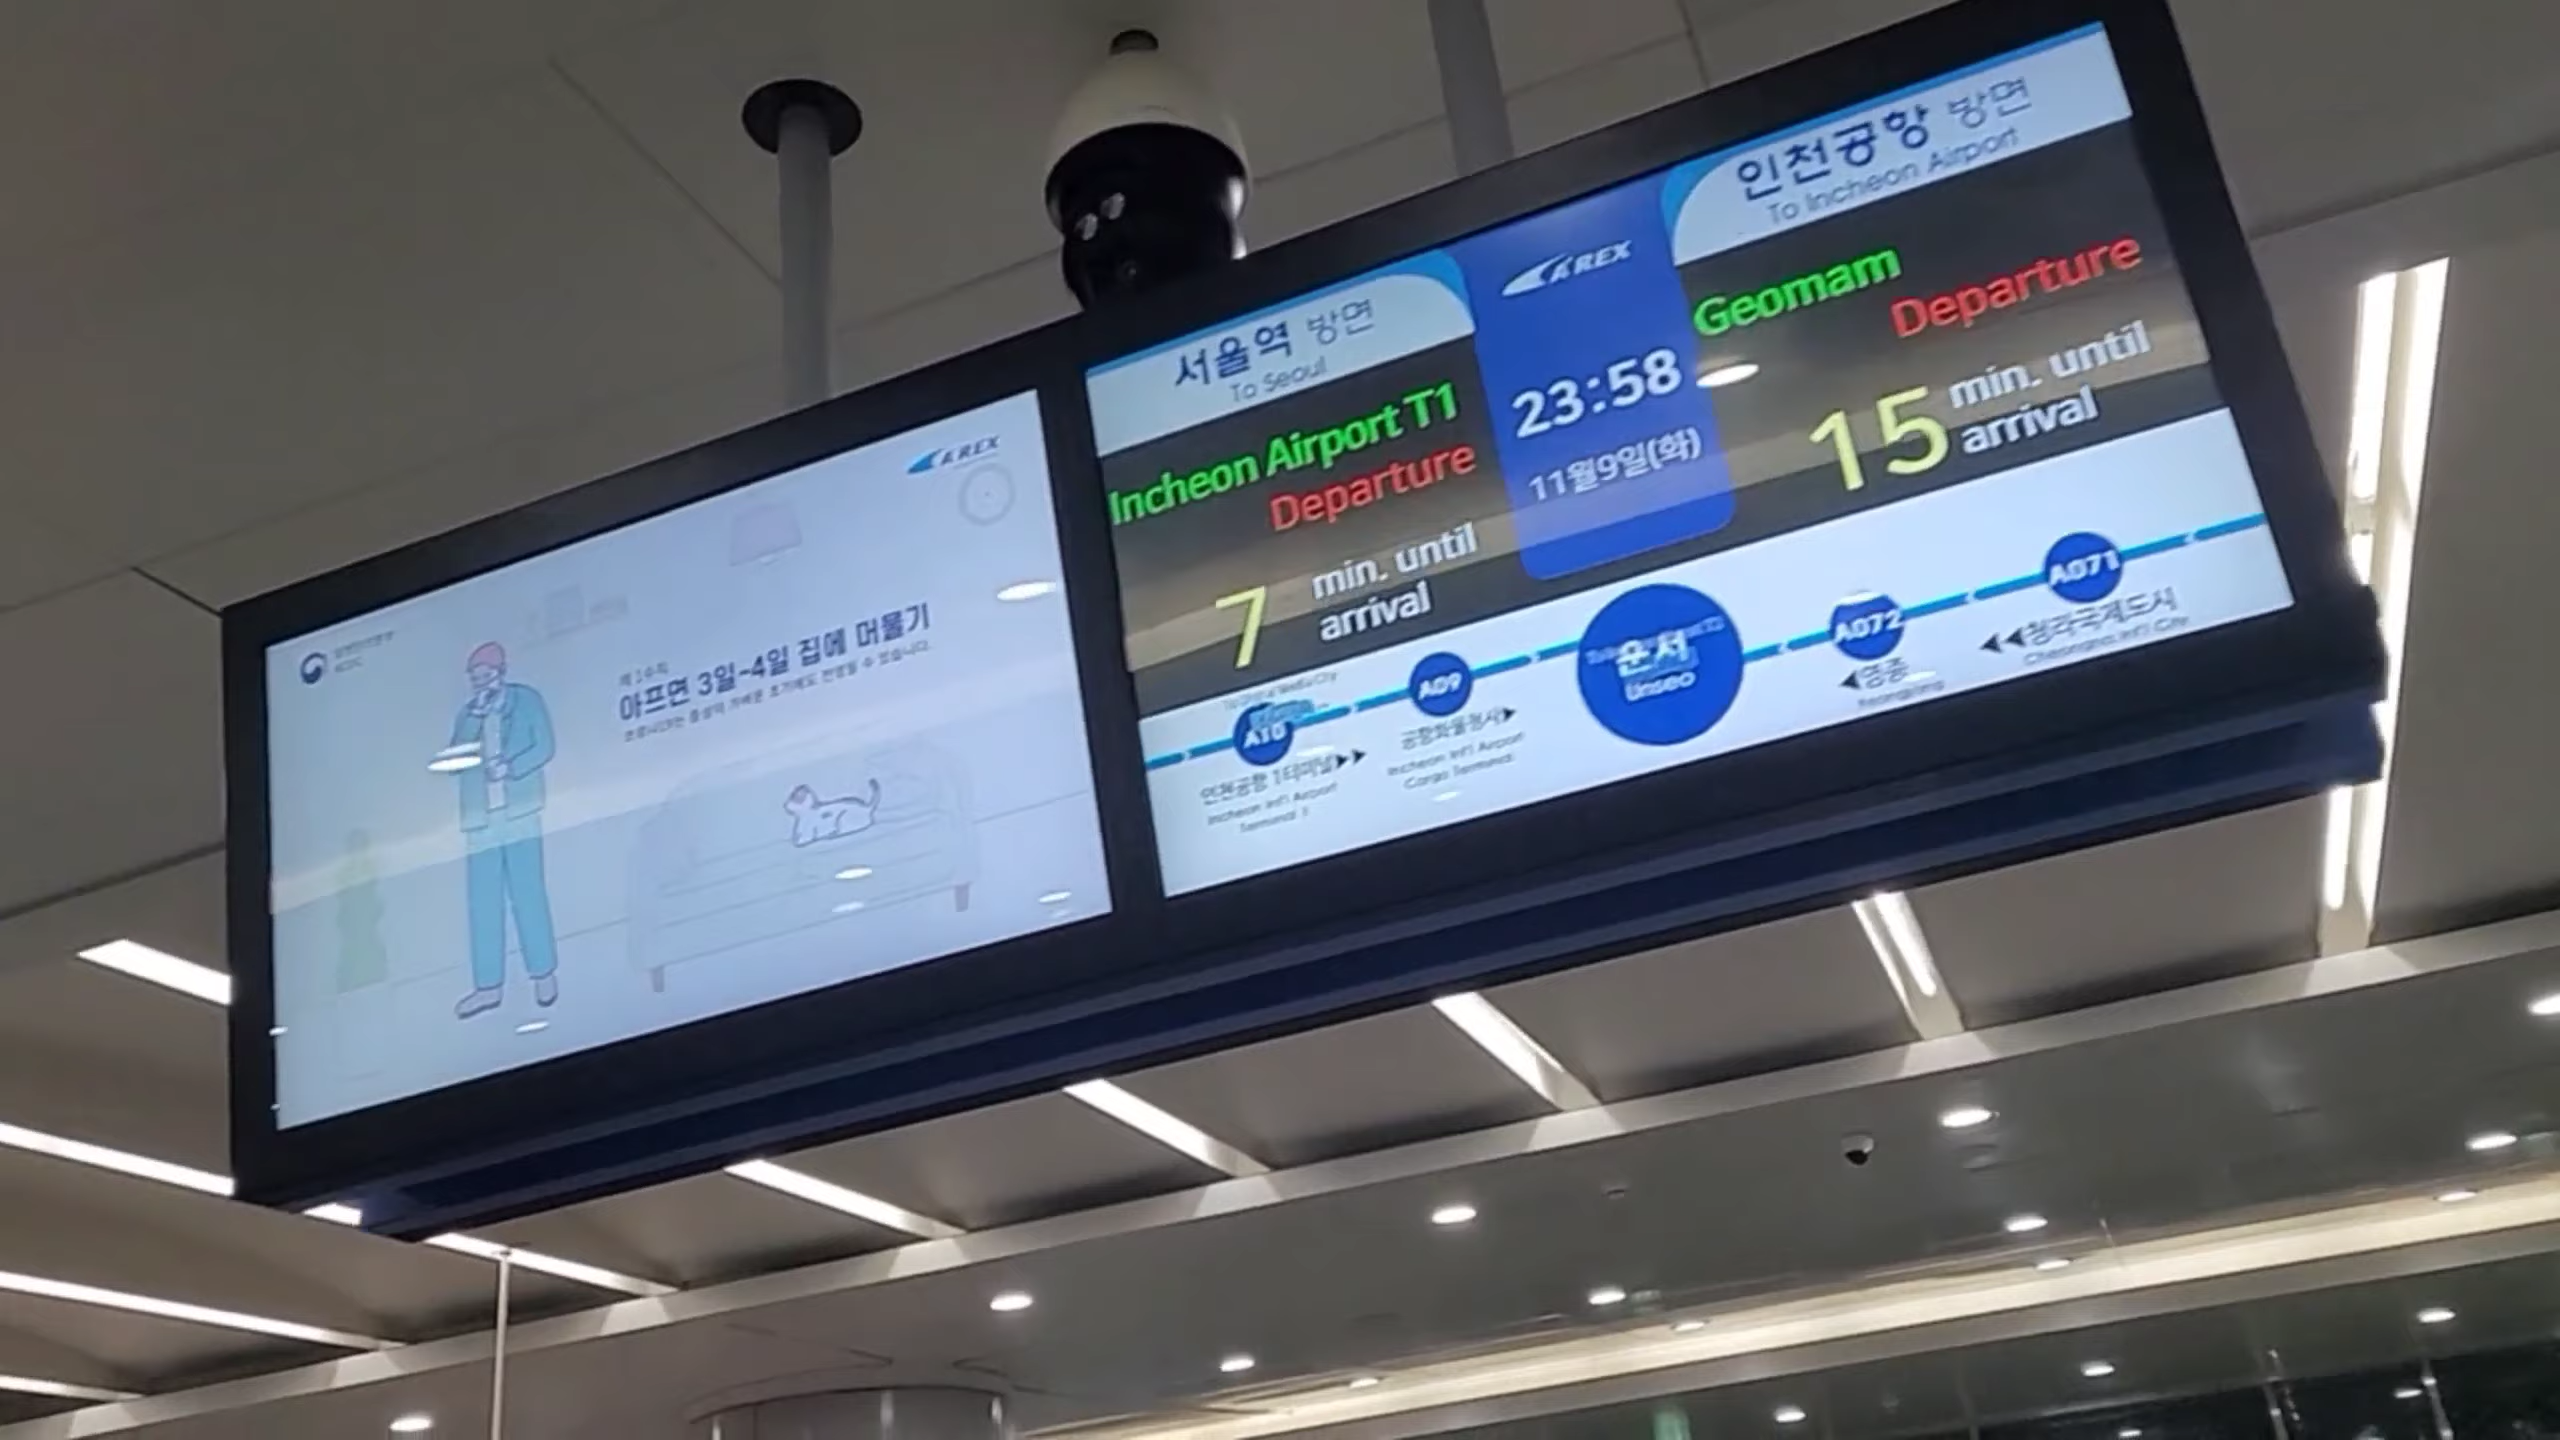 AREX
KCDC
아프면 3일~4일 집에 머물기
서울역 방면
To Seoul
Incheon Airport T1
Departure
7 min. until
arrival
AREX
23:58
11월9일(화)
인천공항 방면
To Incheon Airport
Geomam
Departure
15 min. until
arrival
A10
인천공항 1터미널▶▶
Incheon Int'l Airport
Terminal 1
A09
공항화물청사▶
Incheon Int'l Airport
Cargo Terminal
운서
Unseo
A072
◀영종
Yeongjong
A071
◀◀청라국제도시
Cheongna Int'l City